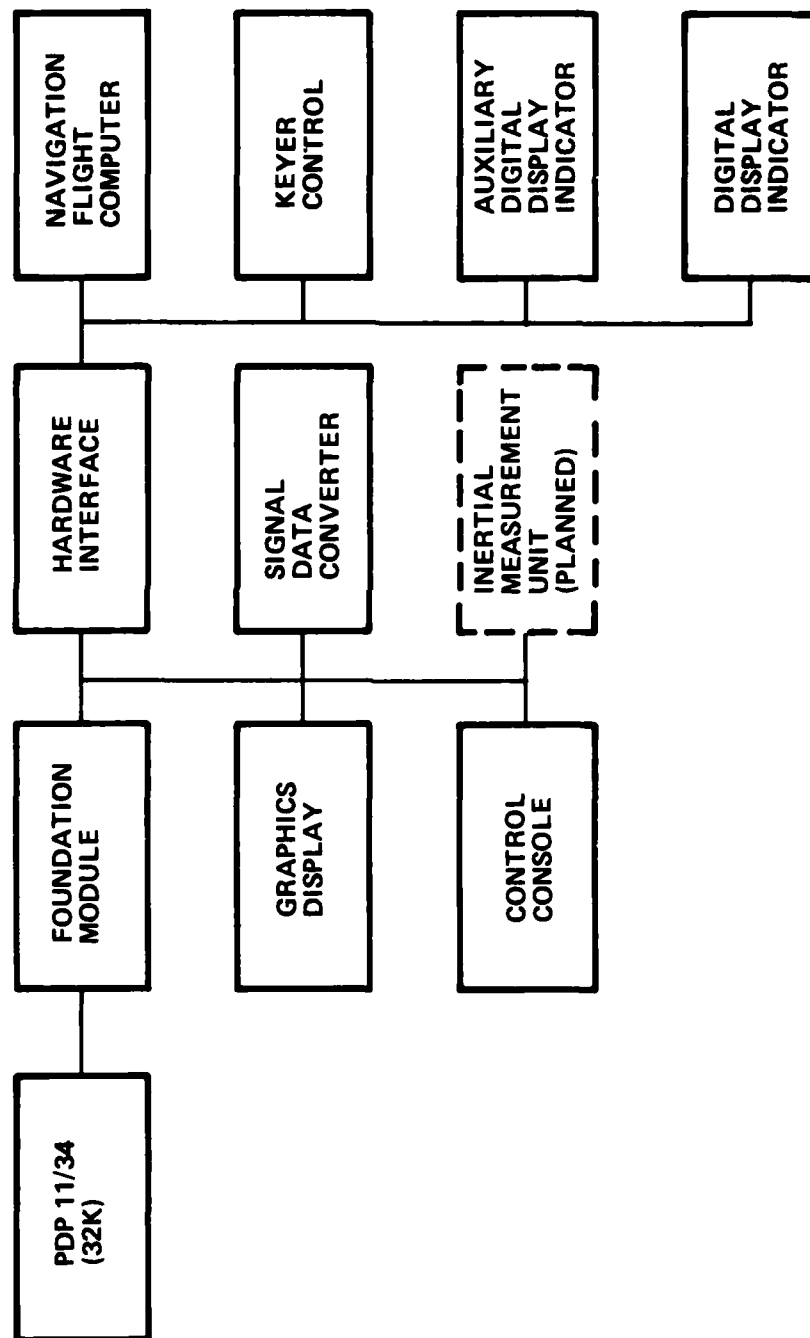 PDP 11/34
(32K)
FOUNDATION
MODULE
HARDWARE
INTERFACE
NAVIGATION
FLIGHT
COMPUTER
GRAPHICS
DISPLAY
SIGNAL
DATA
CONVERTER
KEYER
CONTROL
CONTROL
CONSOLE
INERTIAL
MEASUREMENT
UNIT
(PLANNED)
AUXILIARY
DIGITAL
DISPLAY
INDICATOR
DIGITAL
DISPLAY
INDICATOR